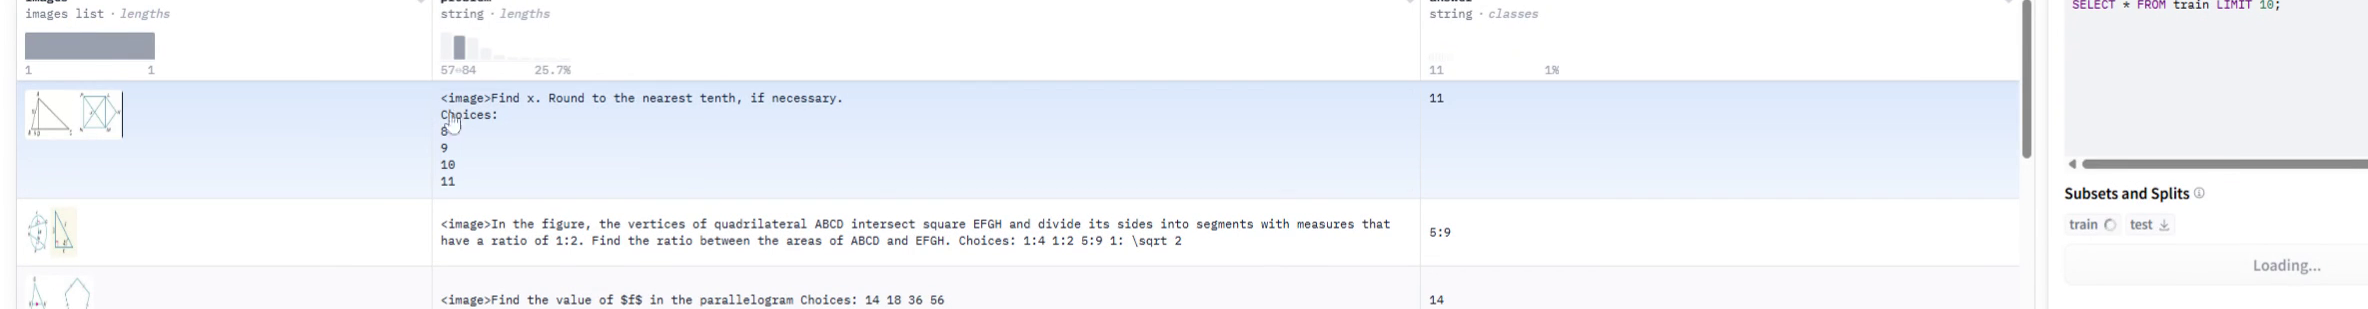 images list · lengths
string · lengths
string · classes
1 1
57-84 25.7%
11 1%
<image>Find x. Round to the nearest tenth, if necessary.
Choices:
8
9
10
11
11
<image>In the figure, the vertices of quadrilateral ABCD intersect square EFGH and divide its sides into segments with measures that
have a ratio of 1:2. Find the ratio between the areas of ABCD and EFGH. Choices: 1:4 1:2 5:9 1: \sqrt 2
5:9
<image>Find the value of $f$ in the parallelogram Choices: 14 18 36 56
14
SELECT * FROM train LIMIT 10;
Subsets and Splits
train test
Loading...